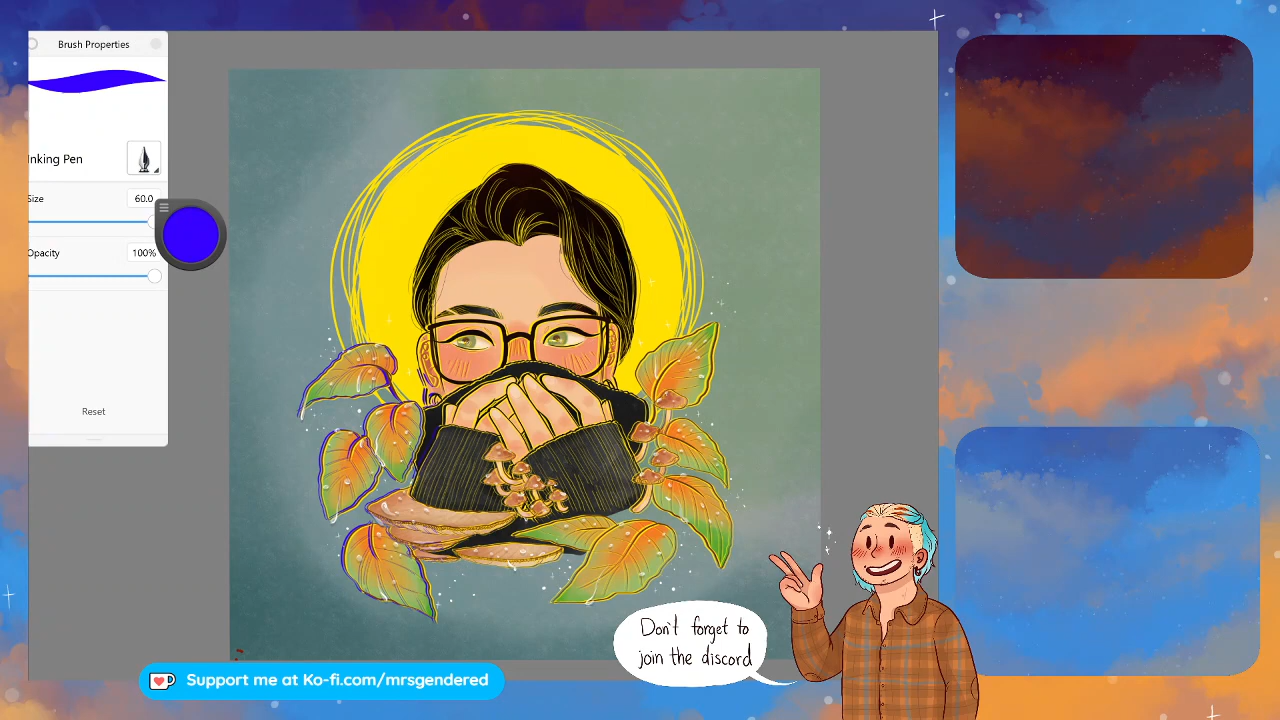 Brush Properties
Inking Pen
Size
60.0
Opacity
100%
Reset
Don't forget to
join the discord
Support me at Ko-fi.com/mrsgendered